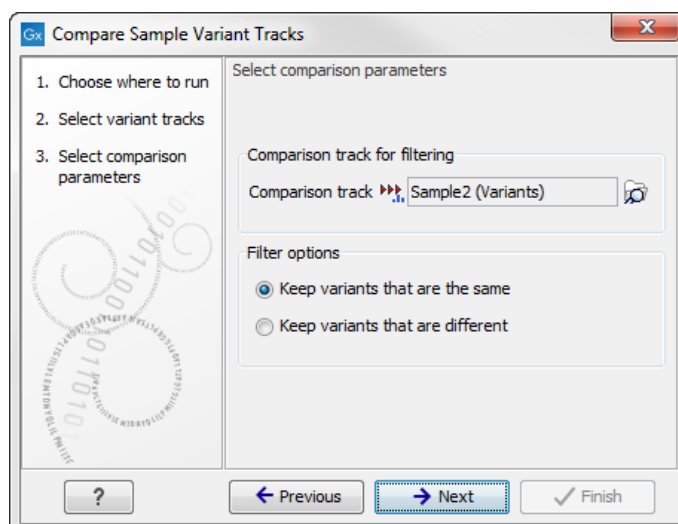 Gx Compare Sample Variant Tracks
1. Choose where to run
2. Select variant tracks
3. Select comparison
parameters
Select comparison parameters
Comparison track for filtering
Comparison track Sample2 (Variants)
Filter options
Keep variants that are the same
Keep variants that are different
?
Previous
Next
Finish